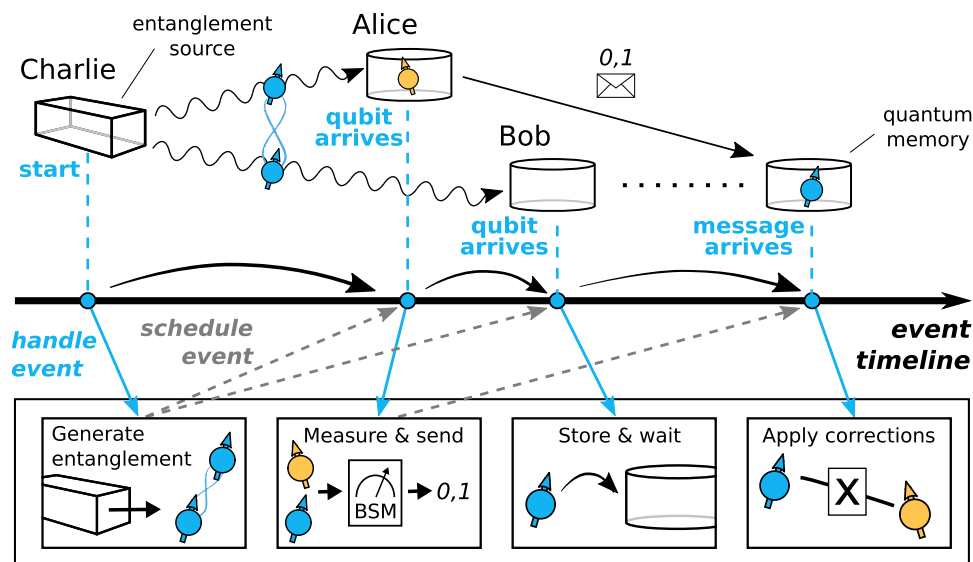 entanglement
source
Alice
Charlie
0,1
qubit
arrives
Bob
quantum
memory
start
qubit
arrives
message
arrives
handle
event
schedule
event
event
timeline
Generate
entanglement
Measure & send
BSM
0,1
Store & wait
Apply corrections
X